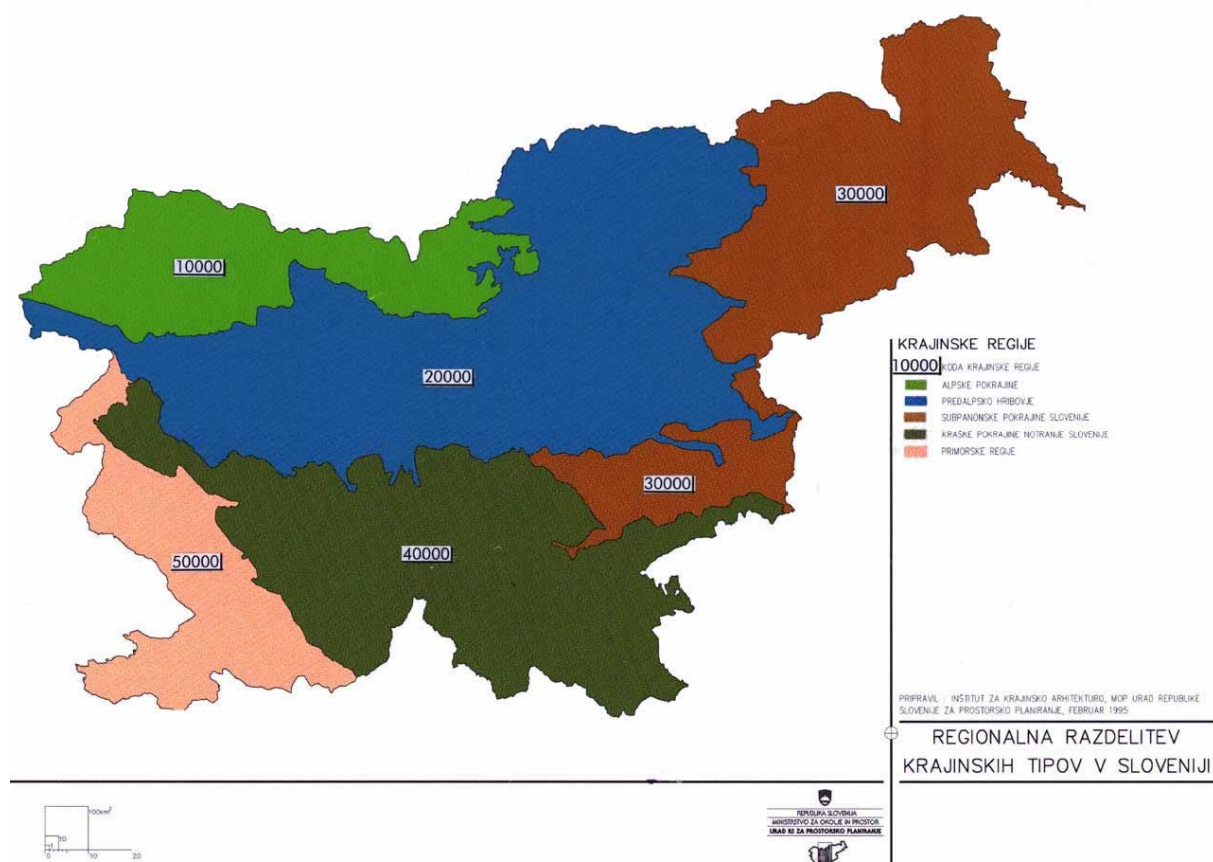 10000
30000
20000
30000
40000
50000
KRAJINSKE REGIJE
10000 KODA KRAJINSKE REGIJE
ALPSKE POKRAJINE
PREDALPSKO HRIBOVJE
SUBPANONSKE POKRAJINE SLOVENIJE
KRAŠKE POKRAJINE NOTRANJE SLOVENIJE
PRIMORSKE REGIJE
PRIPRAVIL : INŠTITUT ZA KRAJINSKO ARHITEKTURO, MOP URAD REPUBLIKE
SLOVENIJE ZA PROSTORSKO PLANIRANJE, FEBRUAR 1995
REGIONALNA RAZDELITEV
KRAJINSKIH TIPOV V SLOVENIJI
100km²
10
1
0 10 20
REPUBLIKA SLOVENIJA
MINISTRSTVO ZA OKOLJE IN PROSTOR
URAD RS ZA PROSTORSKO PLANIRANJE